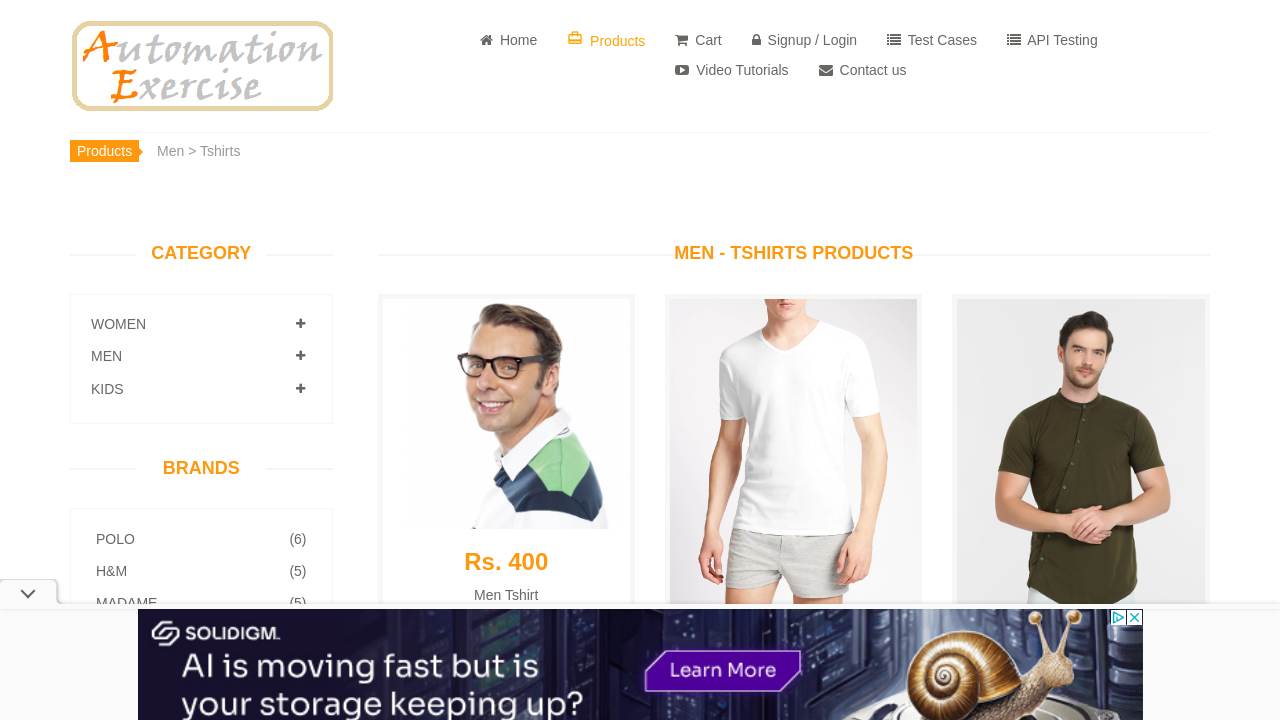 Automation
Exercise
Home
Products
Cart
Signup / Login
Test Cases
API Testing
Video Tutorials
Contact us
Products
Men > Tshirts
CATEGORY
WOMEN
MEN
KIDS
BRANDS
POLO (6)
H&M (5)
MADAME (5)
MEN - TSHIRTS PRODUCTS
Rs. 400
Men Tshirt
SOLIDIGM
AI is moving fast but is
your storage keeping up?
Learn More